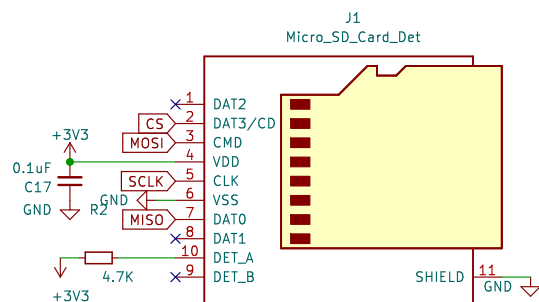 J1
Micro_SD_Card_Det
1 DAT2
CS 2 DAT3/CD
+3V3 MOSI 3 CMD
4 VDD
0.1uF
C17 SCLK 5 CLK
GND R2 GND 6 VSS
MISO 7 DAT0
8 DAT1
10 DET_A
4.7K 9 DET_B SHIELD 11 GND
+3V3